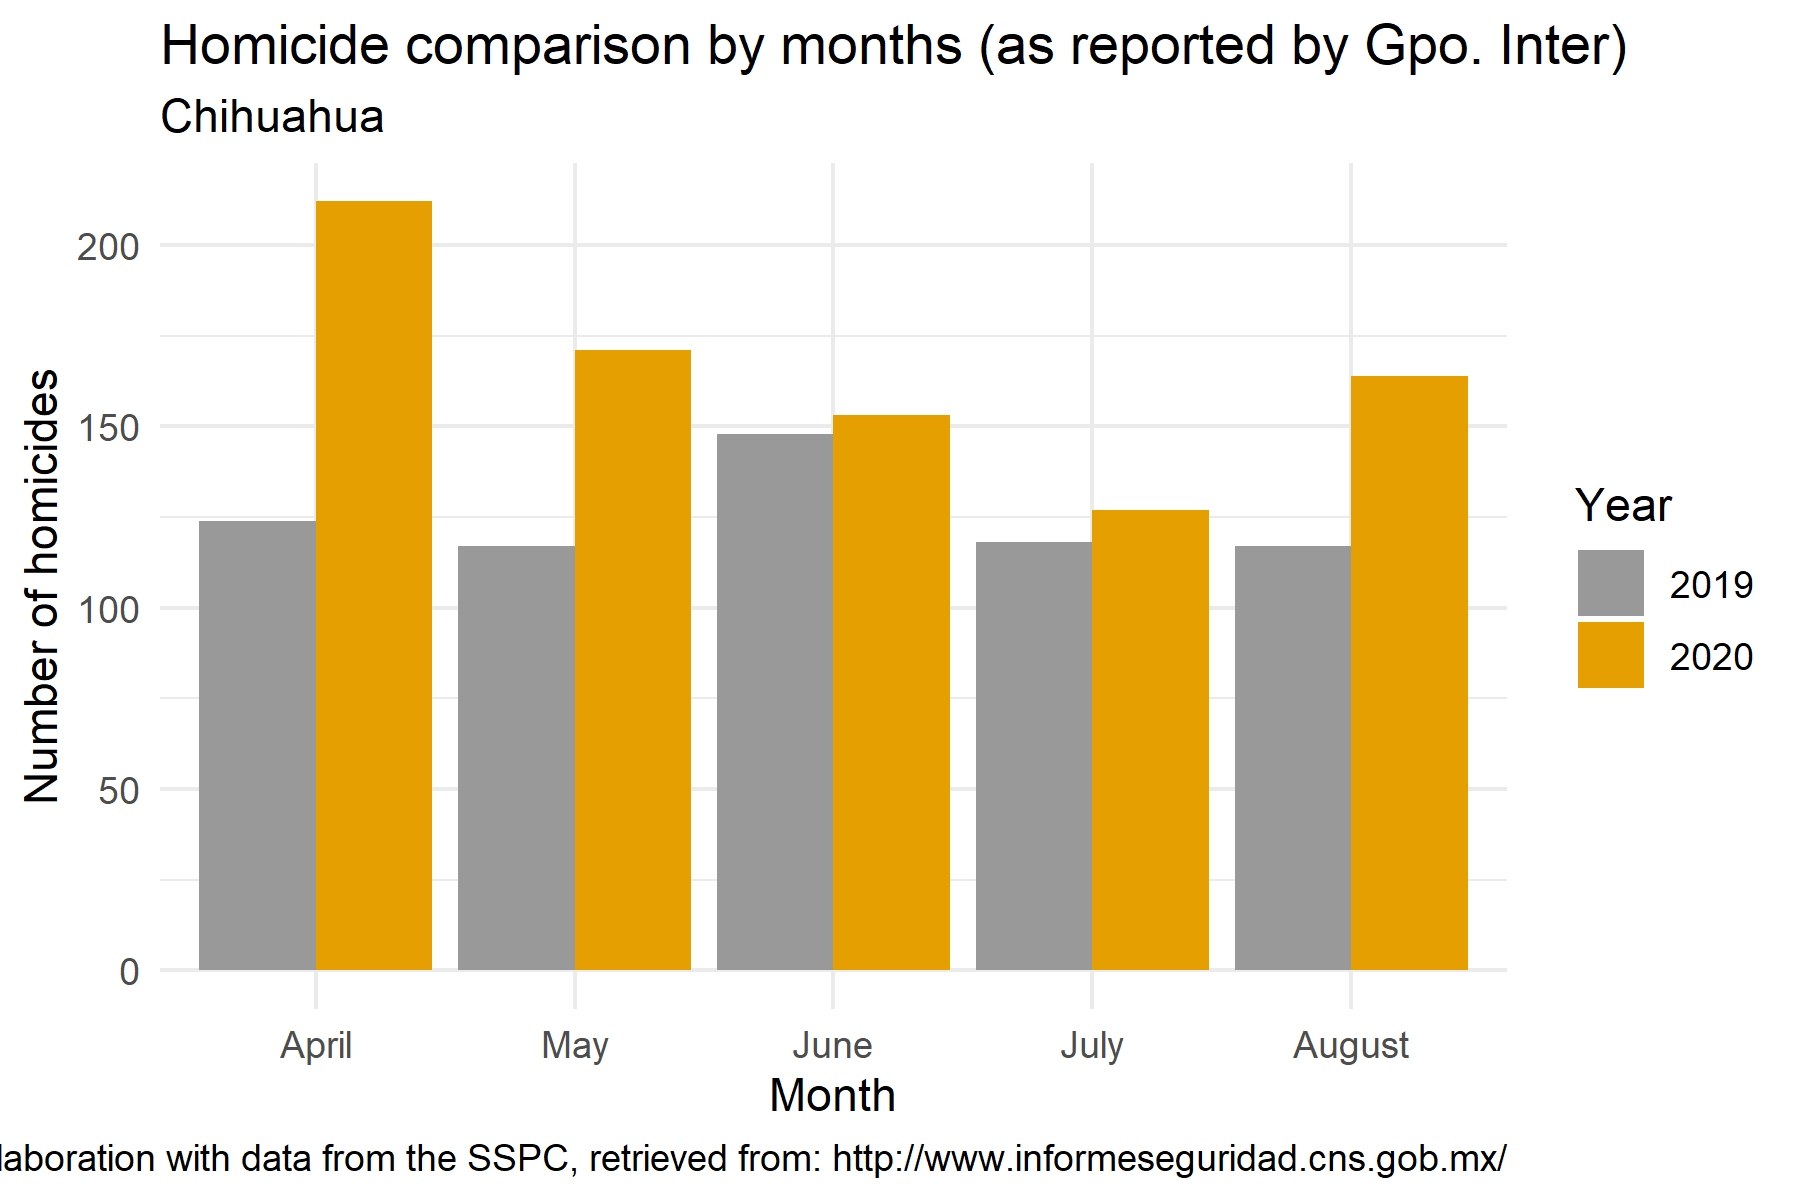 Homicide comparison by months (as reported by Gpo. Inter)
Chihuahua
Number of homicides
200
150
100
50
0
April May June July August
Month
Year
2019
2020
laboration with data from the SSPC, retrieved from: http://www.informeseguridad.cns.gob.mx/